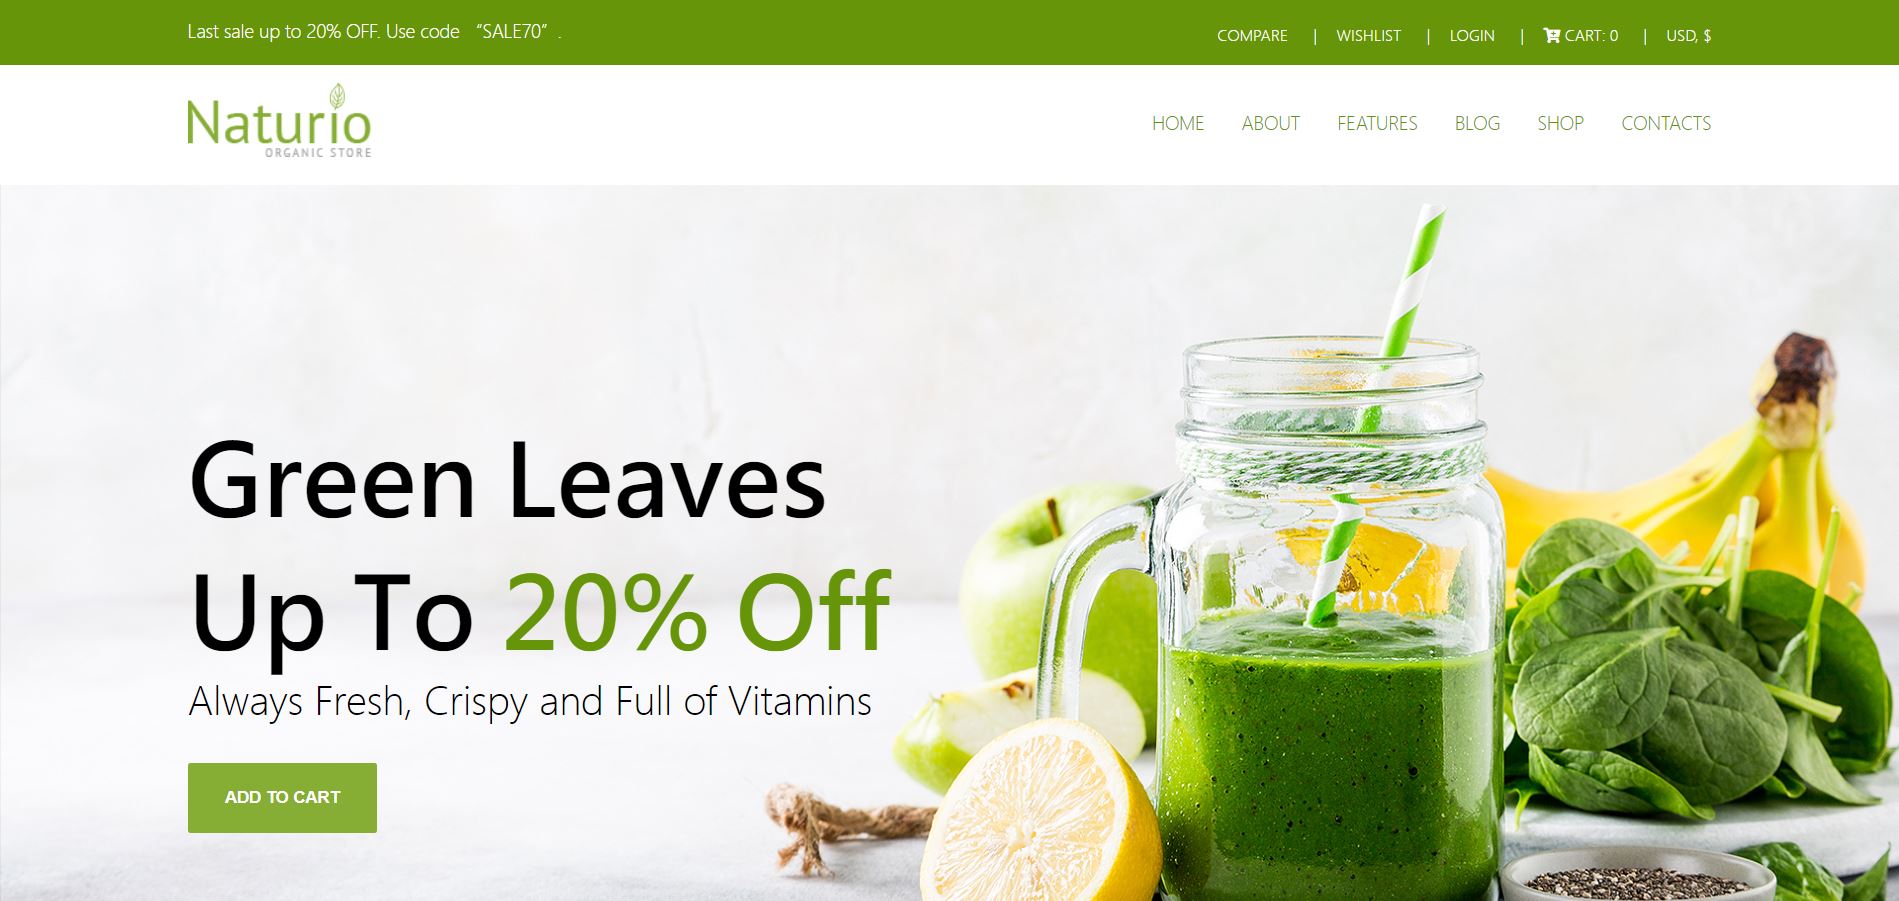 Last sale up to 20% OFF. Use code “SALE70” .
COMPARE | WISHLIST | LOGIN | CART: 0 | USD, $
Naturio
ORGANIC STORE
HOME ABOUT FEATURES BLOG SHOP CONTACTS
Green Leaves
Up To 20% Off
Always Fresh, Crispy and Full of Vitamins
ADD TO CART